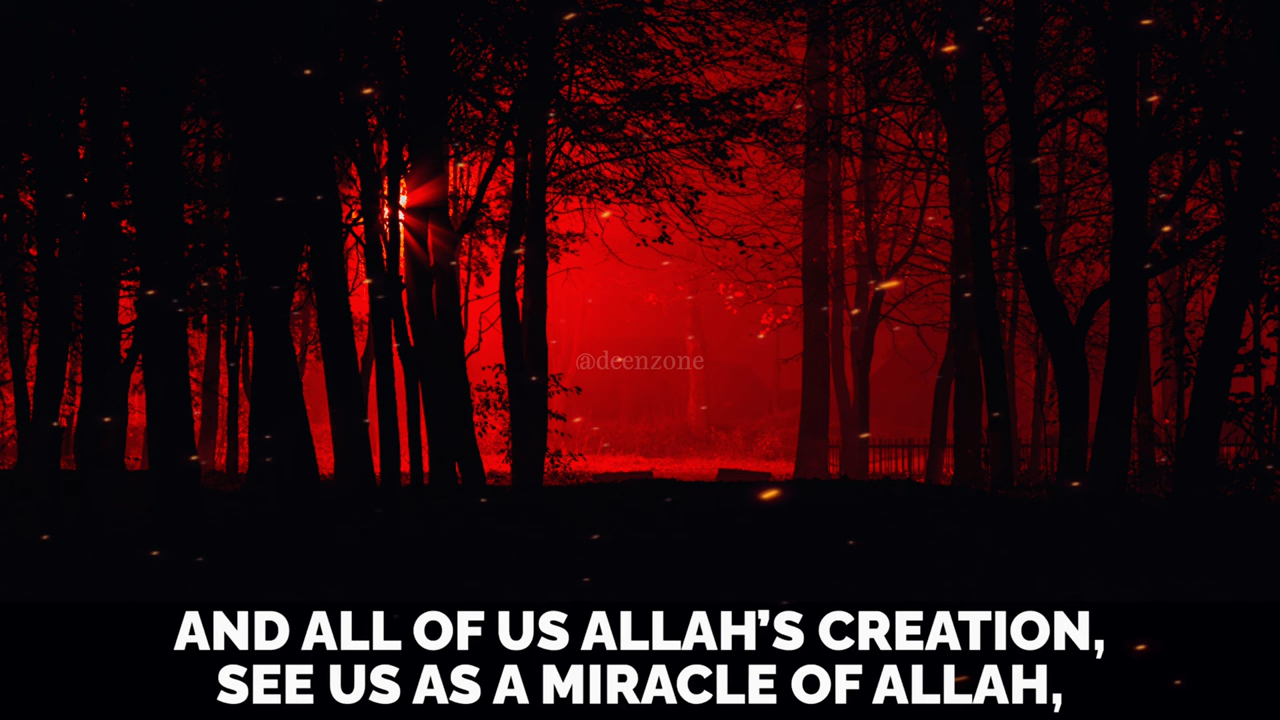 @deenzone
AND ALL OF US ALLAH’S CREATION,
SEE US AS A MIRACLE OF ALLAH,